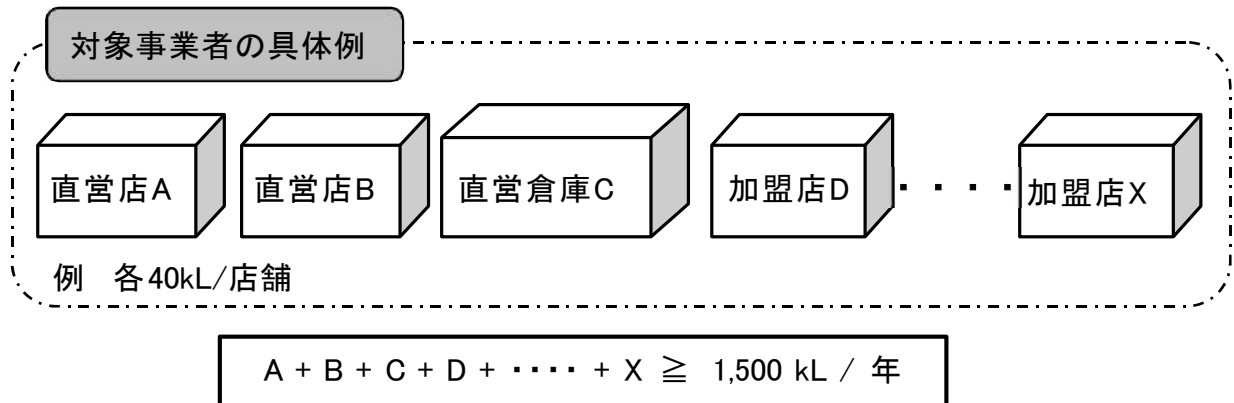 対象事業者の具体例
直営店A 直営店B 直営倉庫C 加盟店D ・・・・ 加盟店X
例　各40kL/店舗
A + B + C + D + ・・・・ + X ≧ 1,500 kL / 年